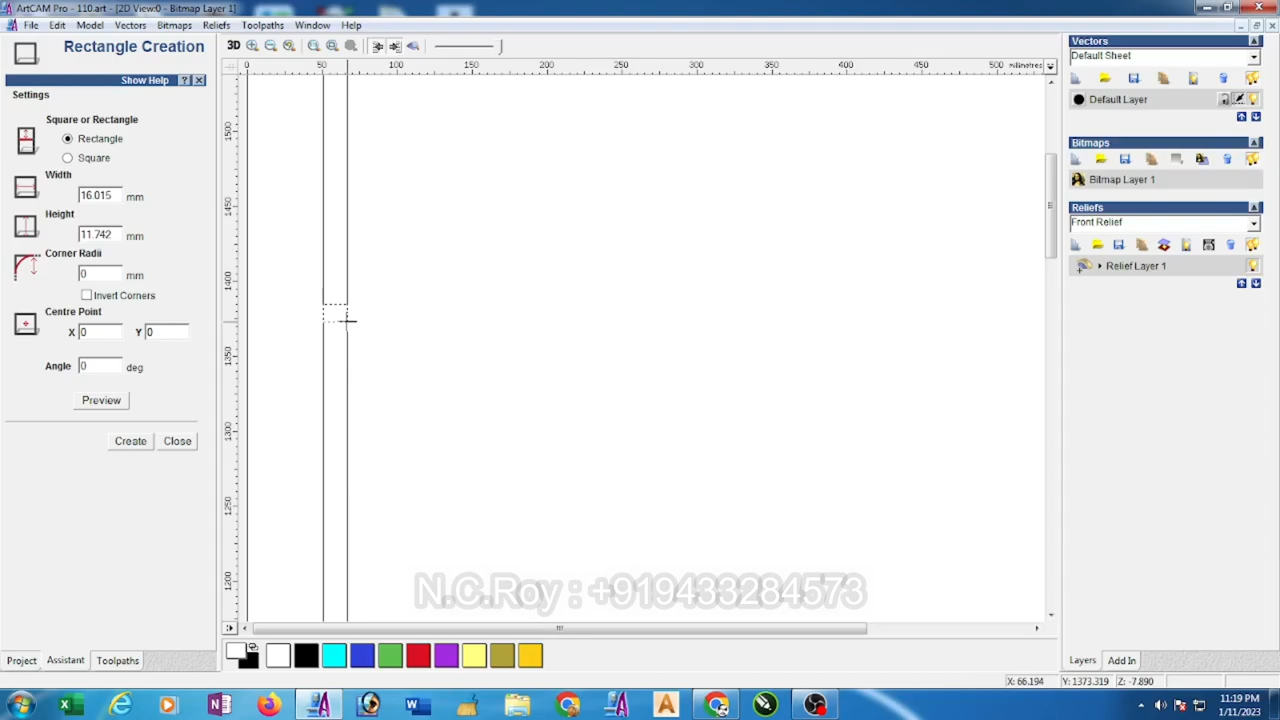 ArtCAM Pro - 110.art - [2D View:0 - Bitmap Layer 1]
File Edit Model Vectors Bitmaps Reliefs Toolpaths Window Help
Rectangle Creation
Show Help ? X
Settings
Square or Rectangle
Rectangle
Square
Width
16.015 mm
Height
11.742 mm
Corner Radii
0 mm
Invert Corners
Centre Point
X 0 Y 0
Angle 0 deg
Preview
Create Close
Project Assistant Toolpaths
3D
0 50 100 150 200 250 300 350 400 450 500 millimetres
1500
1450
1400
1350
1300
1250
1200
N.C.Roy : +919433284573
Vectors
Default Sheet
Default Layer
Bitmaps
Bitmap Layer 1
Reliefs
Front Relief
Relief Layer 1
Layers Add In
X: 66.194 Y: 1373.319 Z: -7.890
11:19 PM
1/11/2023